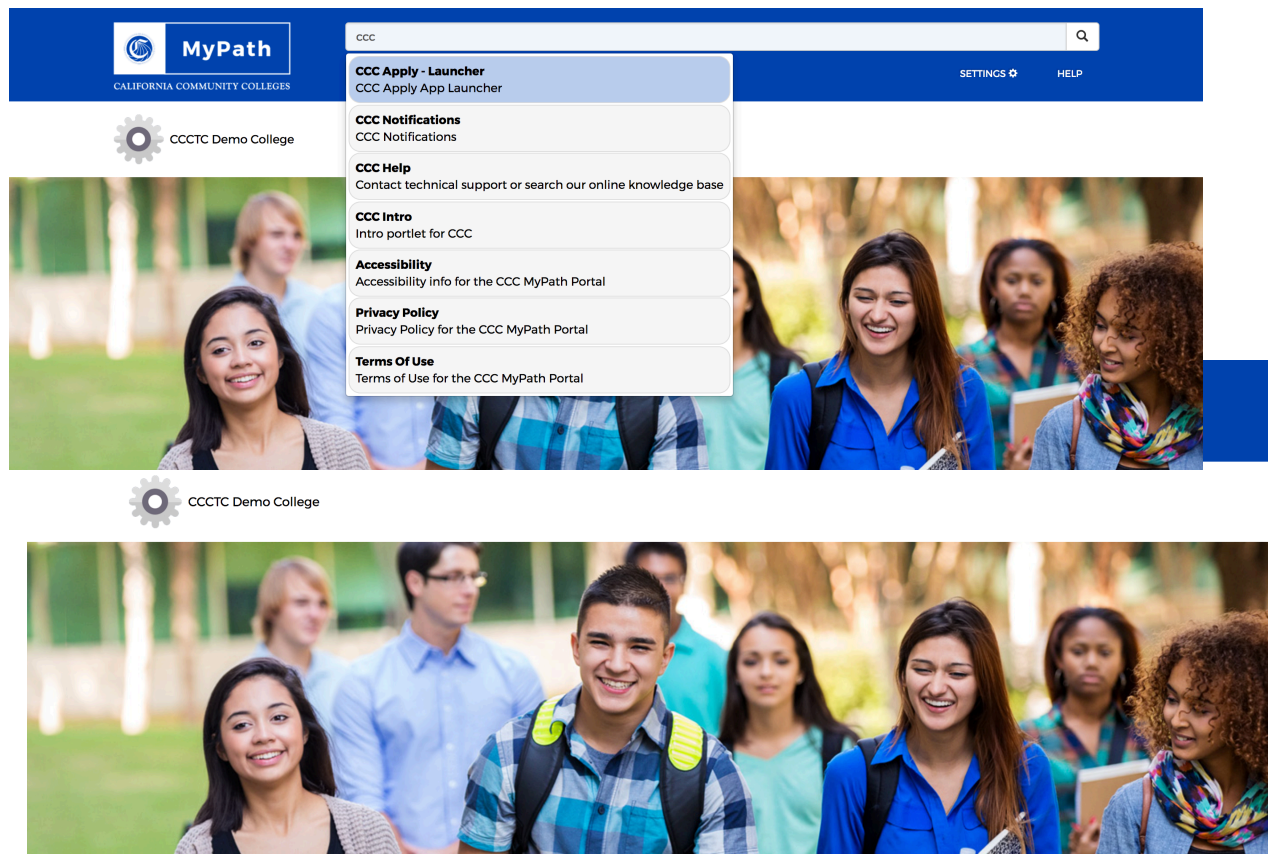 MyPath
CALIFORNIA COMMUNITY COLLEGES
ccc
SETTINGS
HELP
CCC Apply - Launcher
CCC Apply App Launcher
CCC Notifications
CCC Notifications
CCC Help
Contact technical support or search our online knowledge base
CCC Intro
Intro portlet for CCC
Accessibility
Accessibility info for the CCC MyPath Portal
Privacy Policy
Privacy Policy for the CCC MyPath Portal
Terms Of Use
Terms of Use for the CCC MyPath Portal
CCCTC Demo College
CCCTC Demo College